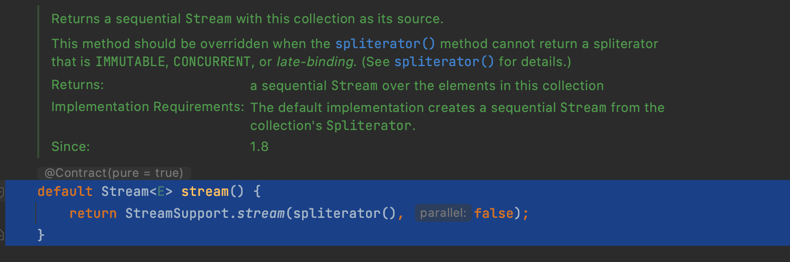 Returns a sequential Stream with this collection as its source.
This method should be overridden when the spliterator() method cannot return a spliterator
that is IMMUTABLE, CONCURRENT, or late-binding. (See spliterator() for details.)
Returns: a sequential Stream over the elements in this collection
Implementation Requirements: The default implementation creates a sequential Stream from the
collection's Spliterator.
Since: 1.8
@Contract(pure = true)
default Stream<E> stream() {
return StreamSupport.stream(spliterator(), parallel: false);
}